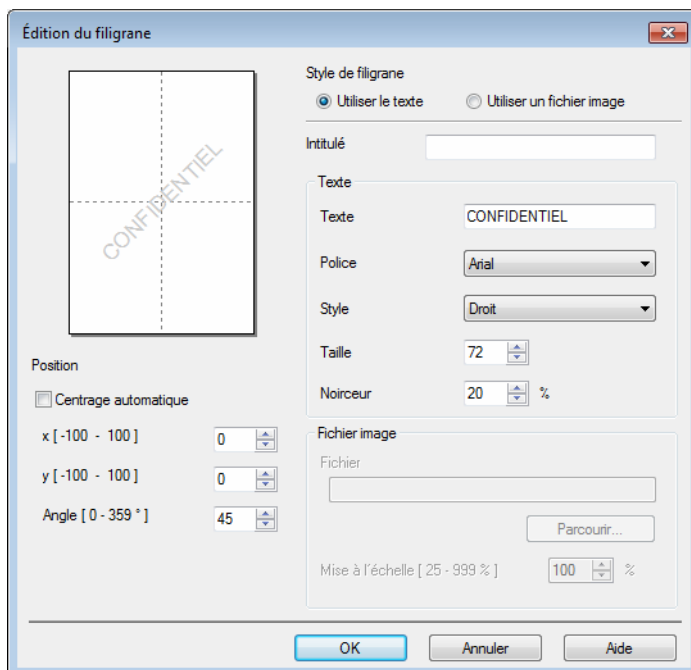 Édition du filigrane
CONFIDENTIEL
Style de filigrane
Utiliser le texte
Utiliser un fichier image
Intitulé
Texte
Texte
CONFIDENTIEL
Police
Arial
Style
Droit
Taille
72
Noirceur
20 %
Position
Centrage automatique
x [ -100 - 100 ]
0
y [ -100 - 100 ]
0
Angle [ 0 - 359 ° ]
45
Fichier image
Fichier
Parcourir...
Mise à l'échelle [ 25 - 999 % ]
100 %
OK
Annuler
Aide